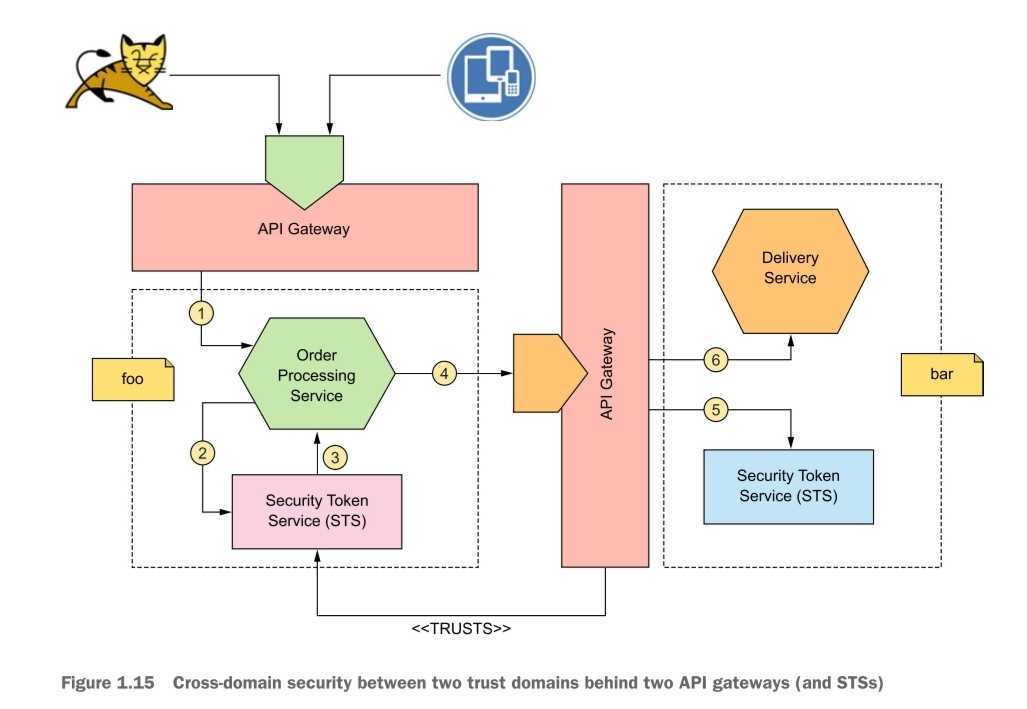 API Gateway
1
foo
Order
Processing
Service
2
3
Security Token
Service (STS)
4
API Gateway
Delivery
Service
6
bar
5
Security Token
Service (STS)
<<TRUSTS>>
Figure 1.15 Cross-domain security between two trust domains behind two API gateways (and STSs)